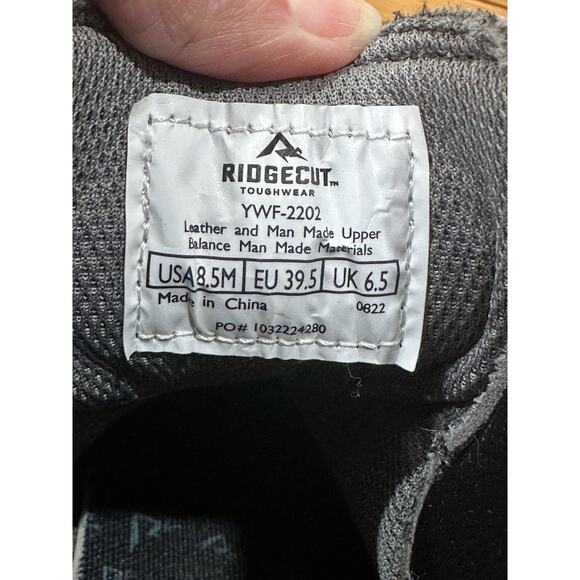 RIDGECUT™
TOUGHWEAR
YWF-2202
Leather and Man Made Upper
Balance Man Made Materials
USA 8.5M EU 39.5 UK 6.5
Made in China 0822
PO# 1032224280